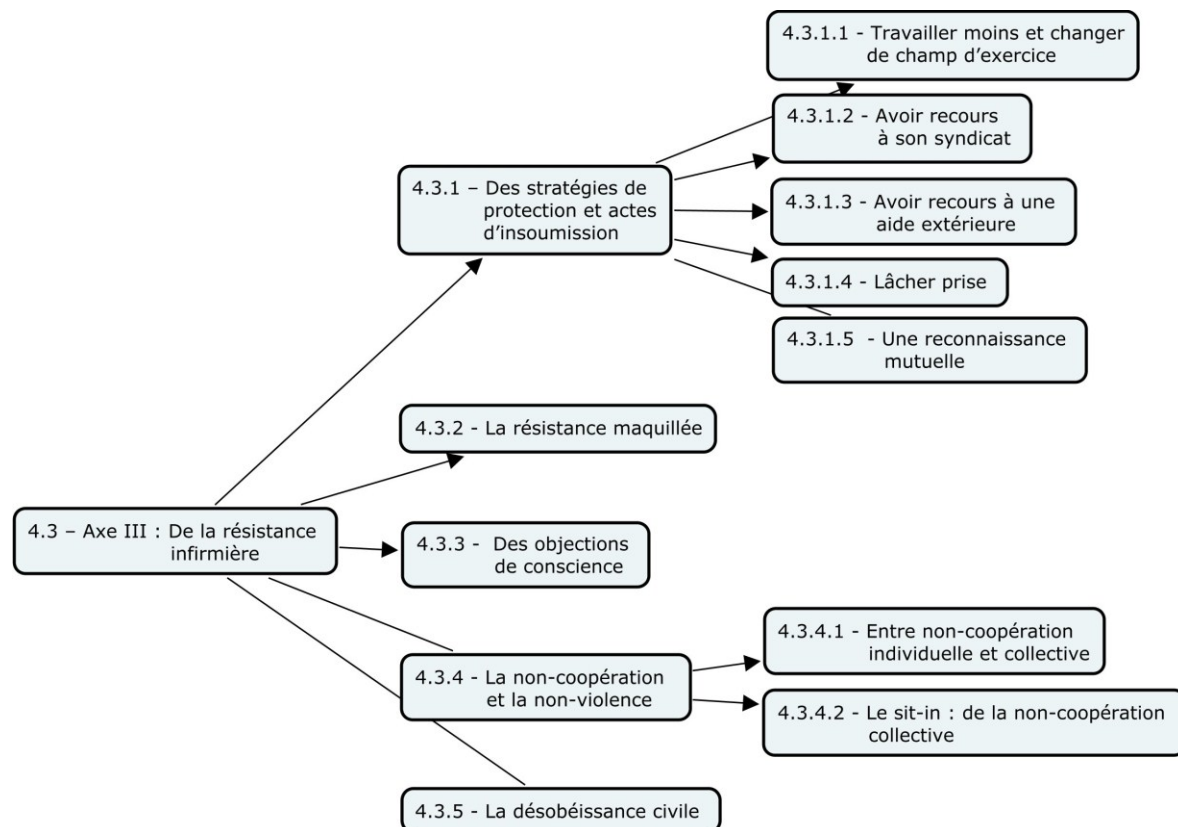 4.3.1.1 - Travailler moins et changer
de champ d’exercice
4.3.1.2 - Avoir recours
à son syndicat
4.3.1 – Des stratégies de
protection et actes
d’insoumission
4.3.1.3 - Avoir recours à une
aide extérieure
4.3.1.4 - Lâcher prise
4.3.1.5 - Une reconnaissance
mutuelle
4.3.2 - La résistance maquillée
4.3 – Axe III : De la résistance
infirmière
4.3.3 - Des objections
de conscience
4.3.4.1 - Entre non-coopération
individuelle et collective
4.3.4 - La non-coopération
et la non-violence
4.3.4.2 - Le sit-in : de la non-coopération
collective
4.3.5 - La désobéissance civile